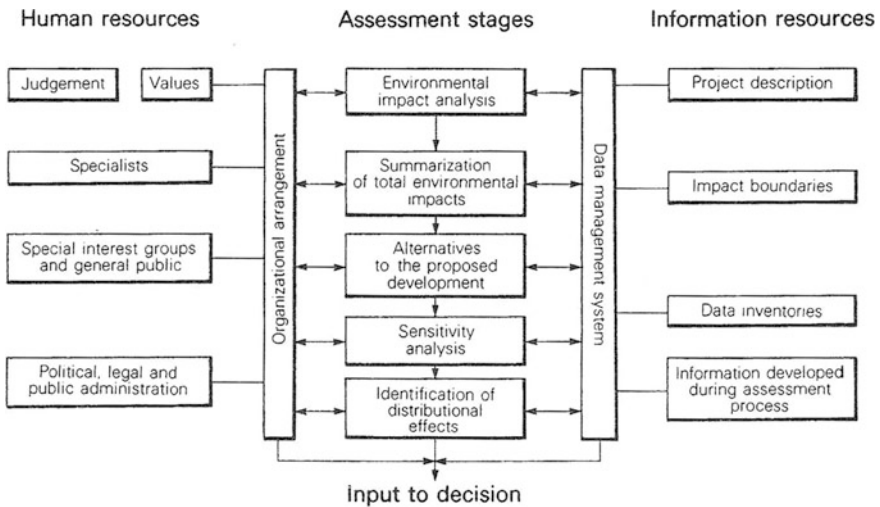 Human resources
Assessment stages
Information resources
Judgement
Values
Specialists
Special interest groups
and general public
Political, legal and
public administration
Organizational arrangement
Environmental
impact analysis
Summarization
of total environmental
impacts
Alternatives
to the proposed
development
Sensitivity
analysis
Identification of
distributional
effects
Data management system
Project description
Impact boundaries
Data inventories
Information developed
during assessment
process
Input to decision